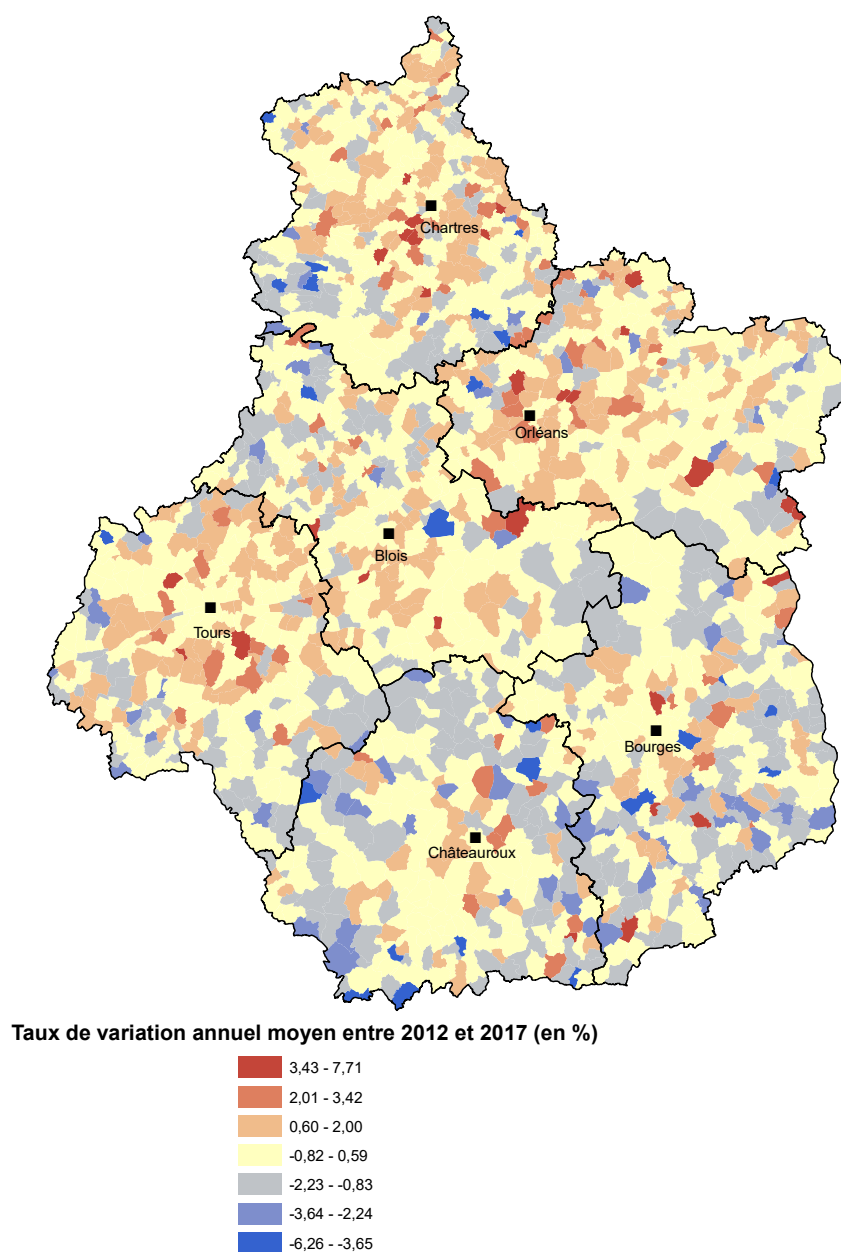 Chartres
Orléans
Blois
Tours
Bourges
Châteauroux
Taux de variation annuel moyen entre 2012 et 2017 (en %)
3,43 - 7,71
2,01 - 3,42
0,60 - 2,00
-0,82 - 0,59
-2,23 - -0,83
-3,64 - -2,24
-6,26 - -3,65